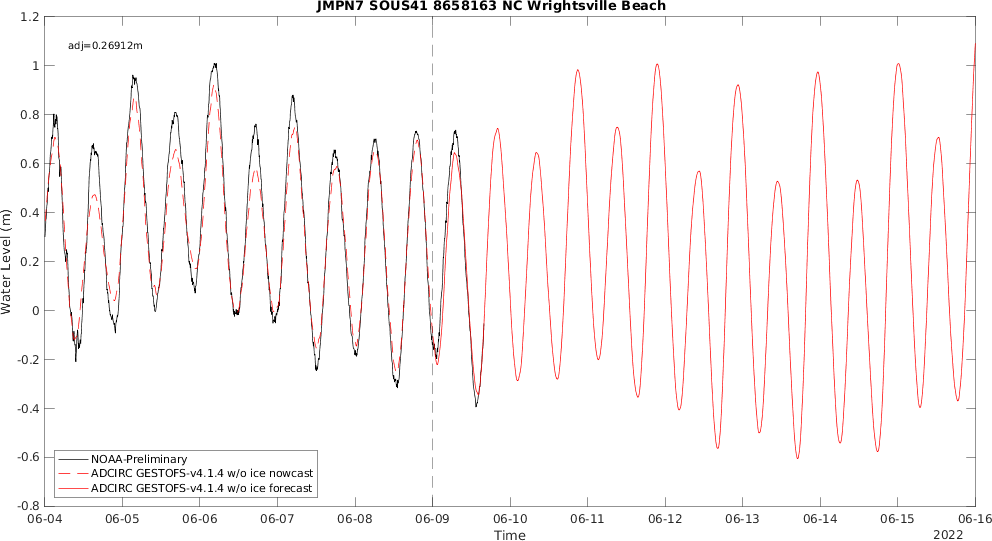 JMPN7 SOUS41 8658163 NC Wrightsville Beach
adj=0.26912m
1.2
1
0.8
0.6
0.4
0.2
0
-0.2
-0.4
-0.6
-0.8
Water Level (m)
NOAA-Preliminary
ADCIRC GESTOFS-v4.1.4 w/o ice nowcast
ADCIRC GESTOFS-v4.1.4 w/o ice forecast
06-04 06-05 06-06 06-07 06-08 06-09 06-10 06-11 06-12 06-13 06-14 06-15 06-16
Time
2022